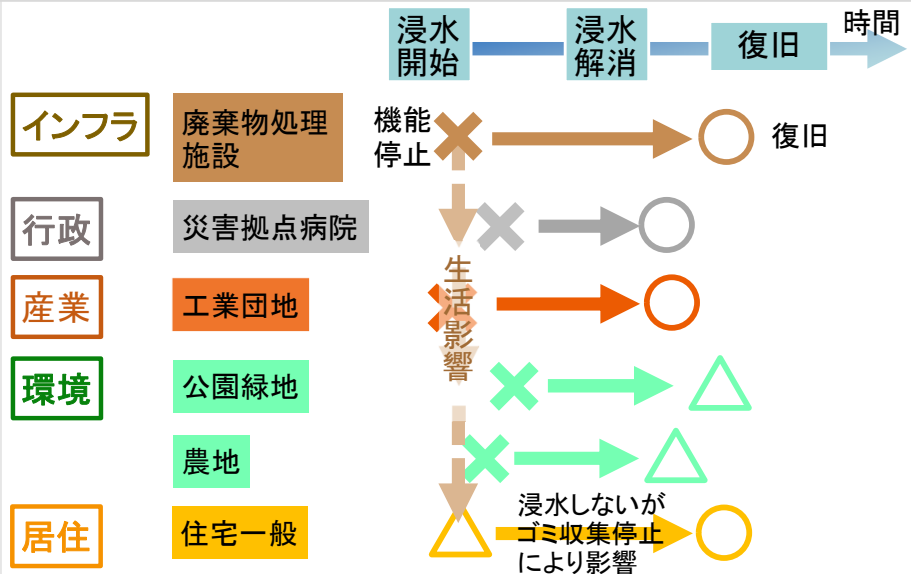 浸水
開始
浸水
解消
復旧
時間
インフラ
廃棄物処理
施設
機能
停止
復旧
行政
災害拠点病院
生活影響
産業
工業団地
環境
公園緑地
農地
居住
住宅一般
浸水しないが
ゴミ収集停止
により影響